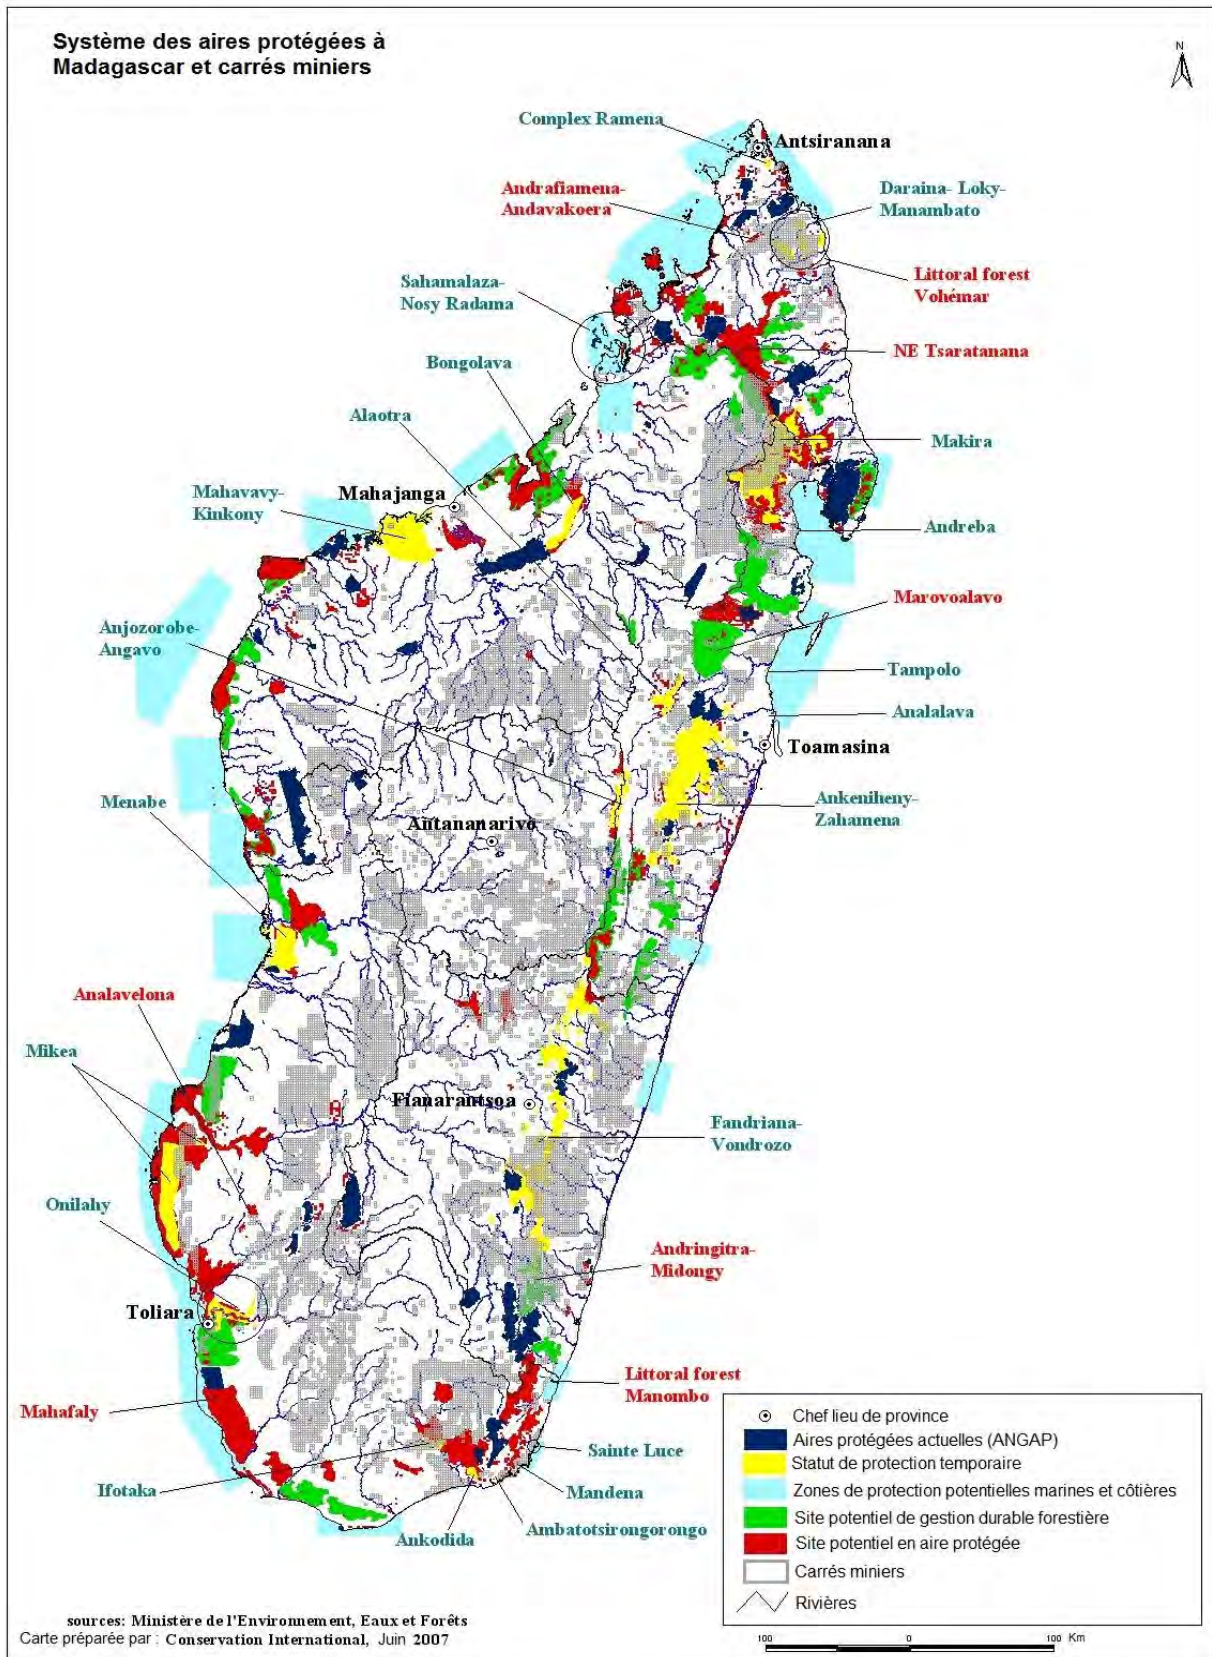 Système des aires protégées à
Madagascar et carrés miniers
N
Complex Ramena
Antsiranana
Andrafiamena-
Andavakoera
Daraina- Loky-
Manambato
Sahamalaza-
Nosy Radama
Littoral forest
Vohémar
Bongolava
NE Tsaratanana
Alaotra
Makira
Mahavavy-
Kinkony
Mahajanga
Andreba
Marovoalavo
Anjozorobe-
Angavo
Tampolo
Analalava
Toamasina
Menabe
Ankeniheny-
Zahamena
Antananarivo
Analavelona
Mikea
Fianarantsoa
Fandriana-
Vondrozo
Onilahy
Andringitra-
Midongy
Toliara
Littoral forest
Manombo
Mahafaly
Sainte Luce
Ifotaka
Mandena
Ankodida
Ambatotsirongorongo
Chef lieu de province
Aires protégées actuelles (ANGAP)
Statut de protection temporaire
Zones de protection potentielles marines et côtières
Site potentiel de gestion durable forestière
Site potentiel en aire protégée
Carrés miniers
Rivières
sources: Ministère de l'Environnement, Eaux et Forêts
Carte préparée par : Conservation International, Juin 2007
100 0 100 Km